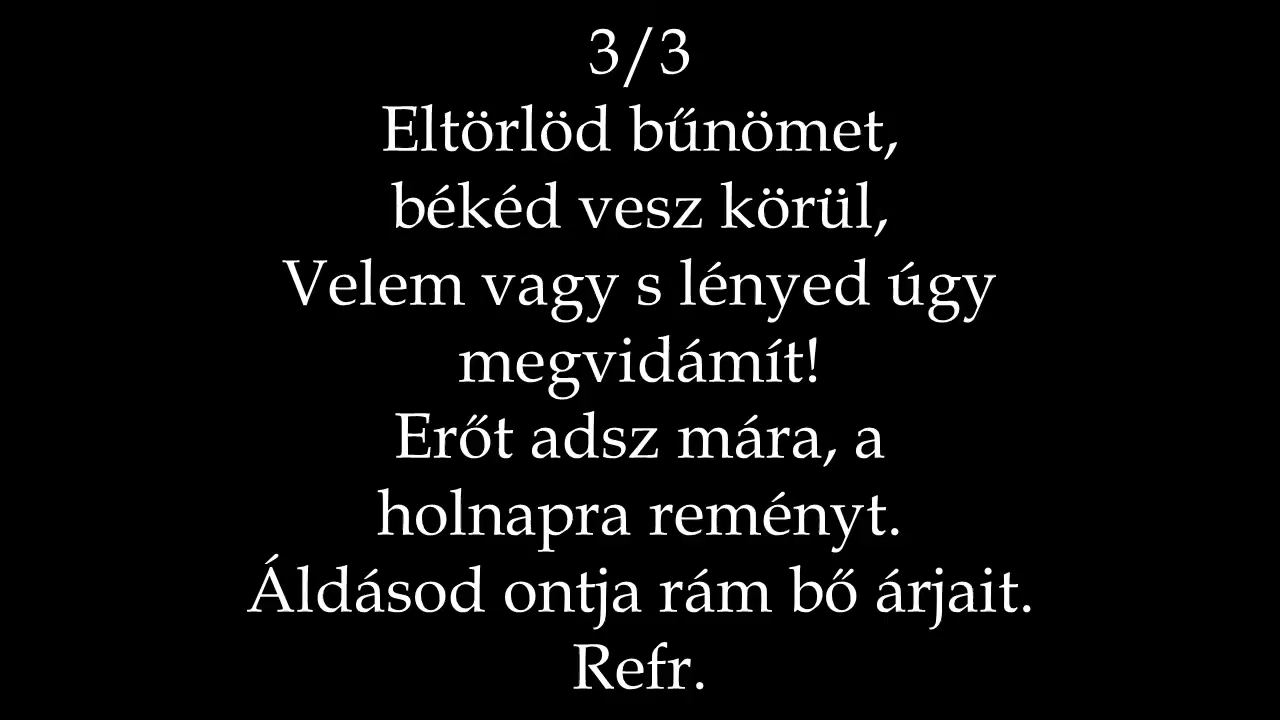 3/3
Eltörlöd bűnömet,
békéd vesz körül,
Velem vagy s lényed úgy
megvidámít!
Erőt adsz mára, a
holnapra reményt.
Áldásod ontja rám bő árjait.
Refr.